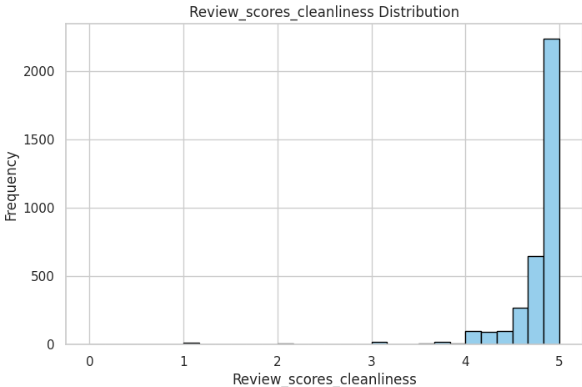 Review_scores_cleanliness Distribution
2000
1500
1000
500
0
Frequency
0 1 2 3 4 5
Review_scores_cleanliness